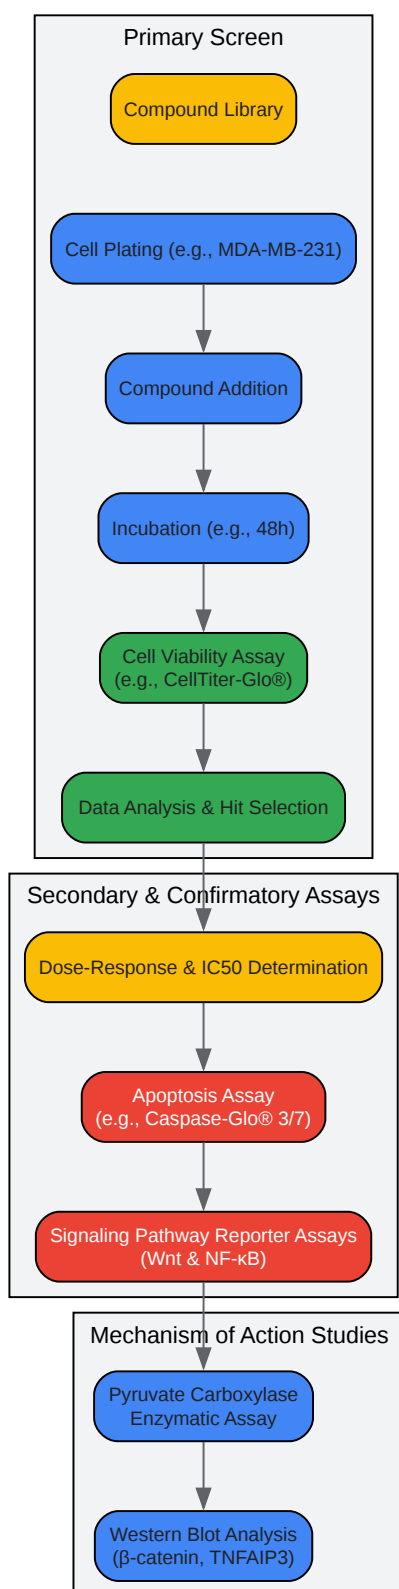 Primary Screen
Compound Library
Cell Plating (e.g., MDA-MB-231)
Compound Addition
Incubation (e.g., 48h)
Cell Viability Assay
(e.g., CellTiter-Glo®)
Data Analysis & Hit Selection
Secondary & Confirmatory Assays
Dose-Response & IC50 Determination
Apoptosis Assay
(e.g., Caspase-Glo® 3/7)
Signaling Pathway Reporter Assays
(Wnt & NF-κB)
Mechanism of Action Studies
Pyruvate Carboxylase
Enzymatic Assay
Western Blot Analysis
(β-catenin, TNFAIP3)